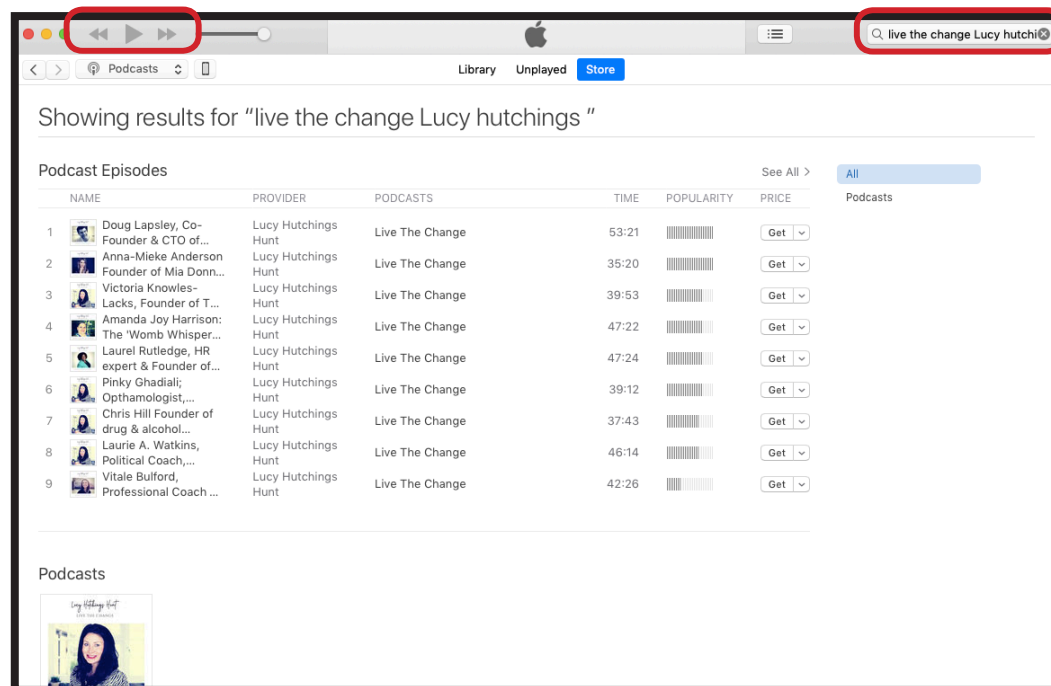 live the change Lucy hutchi
Podcasts
Library Unplayed Store
Showing results for “live the change Lucy hutchings ”
Podcast Episodes See All >
All
Podcasts
NAME PROVIDER PODCASTS TIME POPULARITY PRICE
1 Doug Lapsley, Co-Founder & CTO of... Lucy Hutchings Hunt Live The Change 53:21 Get
2 Anna-Mieke Anderson Founder of Mia Donn... Lucy Hutchings Hunt Live The Change 35:20 Get
3 Victoria Knowles-Lacks, Founder of T... Lucy Hutchings Hunt Live The Change 39:53 Get
4 Amanda Joy Harrison: The 'Womb Whisper... Lucy Hutchings Hunt Live The Change 47:22 Get
5 Laurel Rutledge, HR expert & Founder of... Lucy Hutchings Hunt Live The Change 47:24 Get
6 Pinky Ghadiali; Opthamologist,... Lucy Hutchings Hunt Live The Change 39:12 Get
7 Chris Hill Founder of drug & alcohol... Lucy Hutchings Hunt Live The Change 37:43 Get
8 Laurie A. Watkins, Political Coach,... Lucy Hutchings Hunt Live The Change 46:14 Get
9 Vitale Bulford, Professional Coach ... Lucy Hutchings Hunt Live The Change 42:26 Get
Podcasts
Lucy Hutchings Hunt
LIVE THE CHANGE